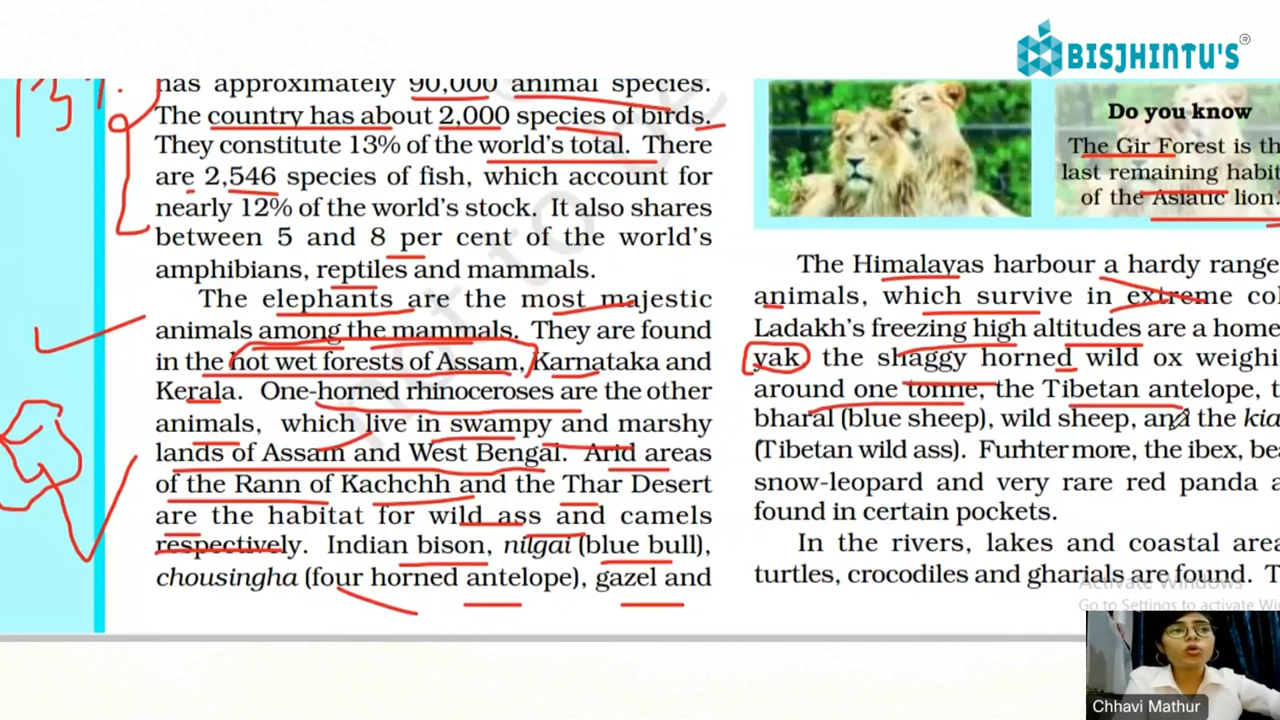 BISJHINTU'S
has approximately 90,000 animal species.
The country has about 2,000 species of birds.
They constitute 13% of the world's total. There
are 2,546 species of fish, which account for
nearly 12% of the world's stock. It also shares
between 5 and 8 per cent of the world's
amphibians, reptiles and mammals.
The elephants are the most majestic
animals among the mammals. They are found
in the hot wet forests of Assam, Karnataka and
Kerala. One-horned rhinoceroses are the other
animals, which live in swampy and marshy
lands of Assam and West Bengal. Arid areas
of the Rann of Kachchh and the Thar Desert
are the habitat for wild ass and camels
respectively. Indian bison, nilgai (blue bull),
chousingha (four horned antelope), gazel and
Do you know
The Gir Forest is th
last remaining habit
of the Asiatic lion.
The Himalayas harbour a hardy range
animals, which survive in extreme col
Ladakh's freezing high altitudes are a home
yak, the shaggy horned wild ox weighi
around one tonne, the Tibetan antelope, t
bharal (blue sheep), wild sheep, and the kia
(Tibetan wild ass). Furhtermore, the ibex, bea
snow-leopard and very rare red panda a
found in certain pockets.
In the rivers, lakes and coastal area
turtles, crocodiles and gharials are found. T
Activate Windows
Go to Settings to activate Wi
Chhavi Mathur